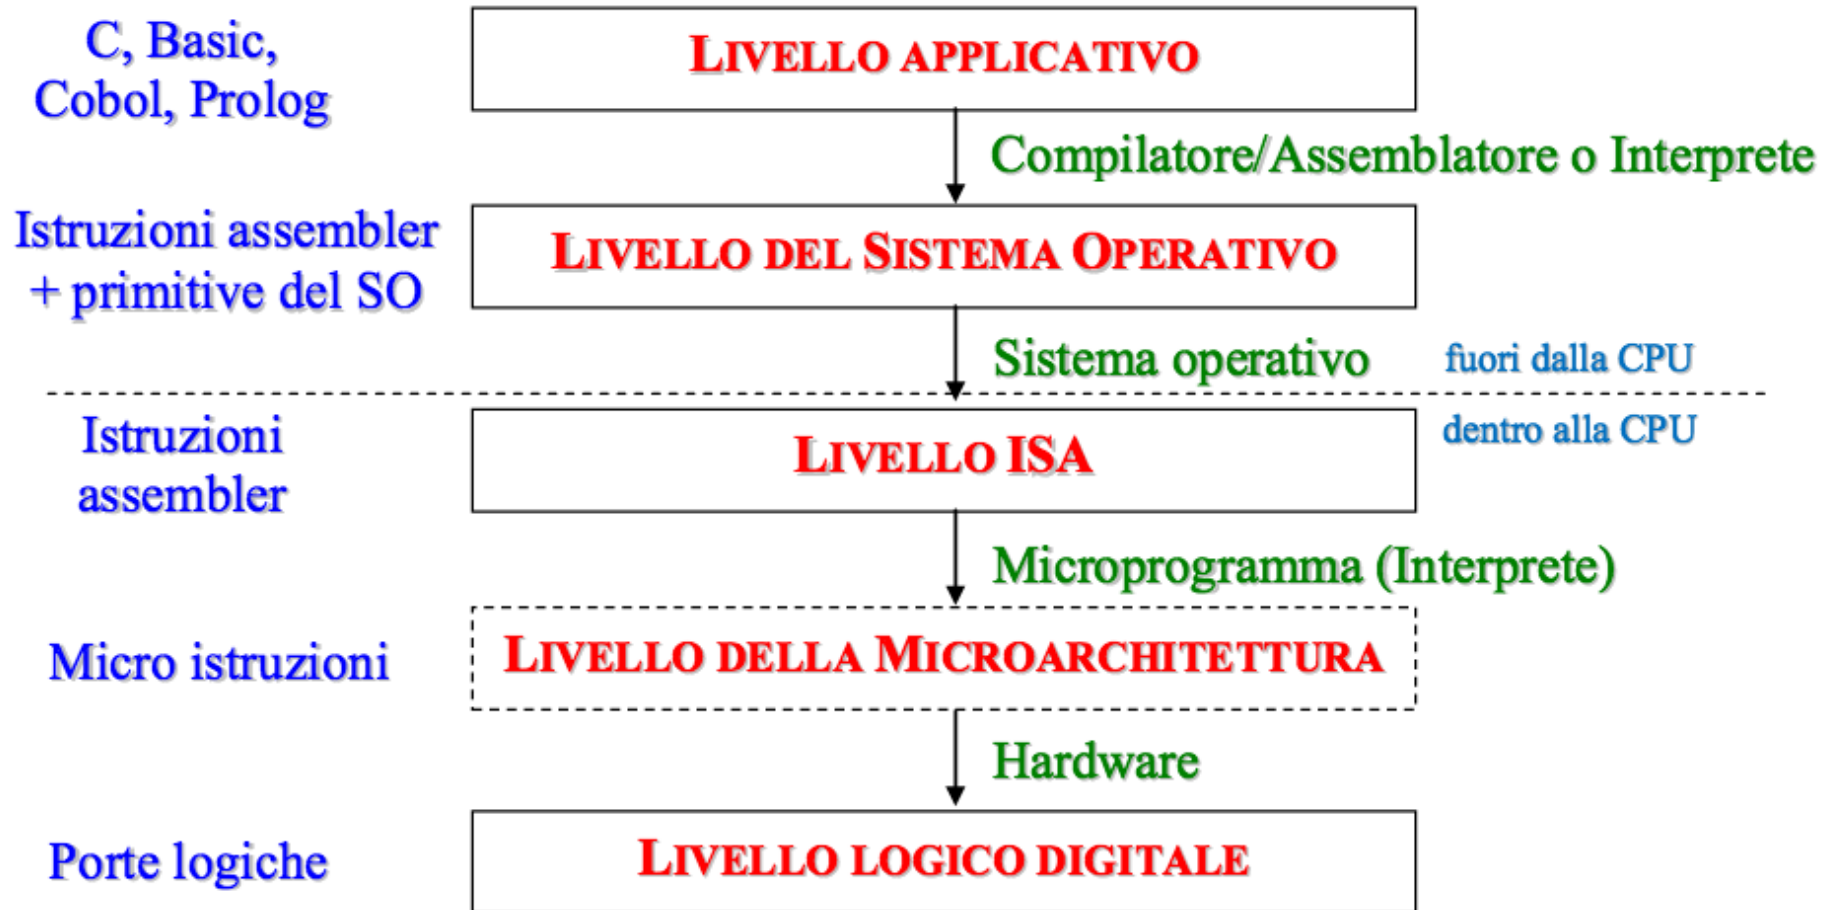 C, Basic,
Cobol, Prolog
LIVELLO APPLICATIVO
Compilatore/Assemblatore o Interprete
Istruzioni assembler
+ primitive del SO
LIVELLO DEL SISTEMA OPERATIVO
Sistema operativo
fuori dalla CPU
dentro alla CPU
Istruzioni
assembler
LIVELLO ISA
Microprogramma (Interprete)
Micro istruzioni
LIVELLO DELLA MICROARCHITETTURA
Hardware
Porte logiche
LIVELLO LOGICO DIGITALE